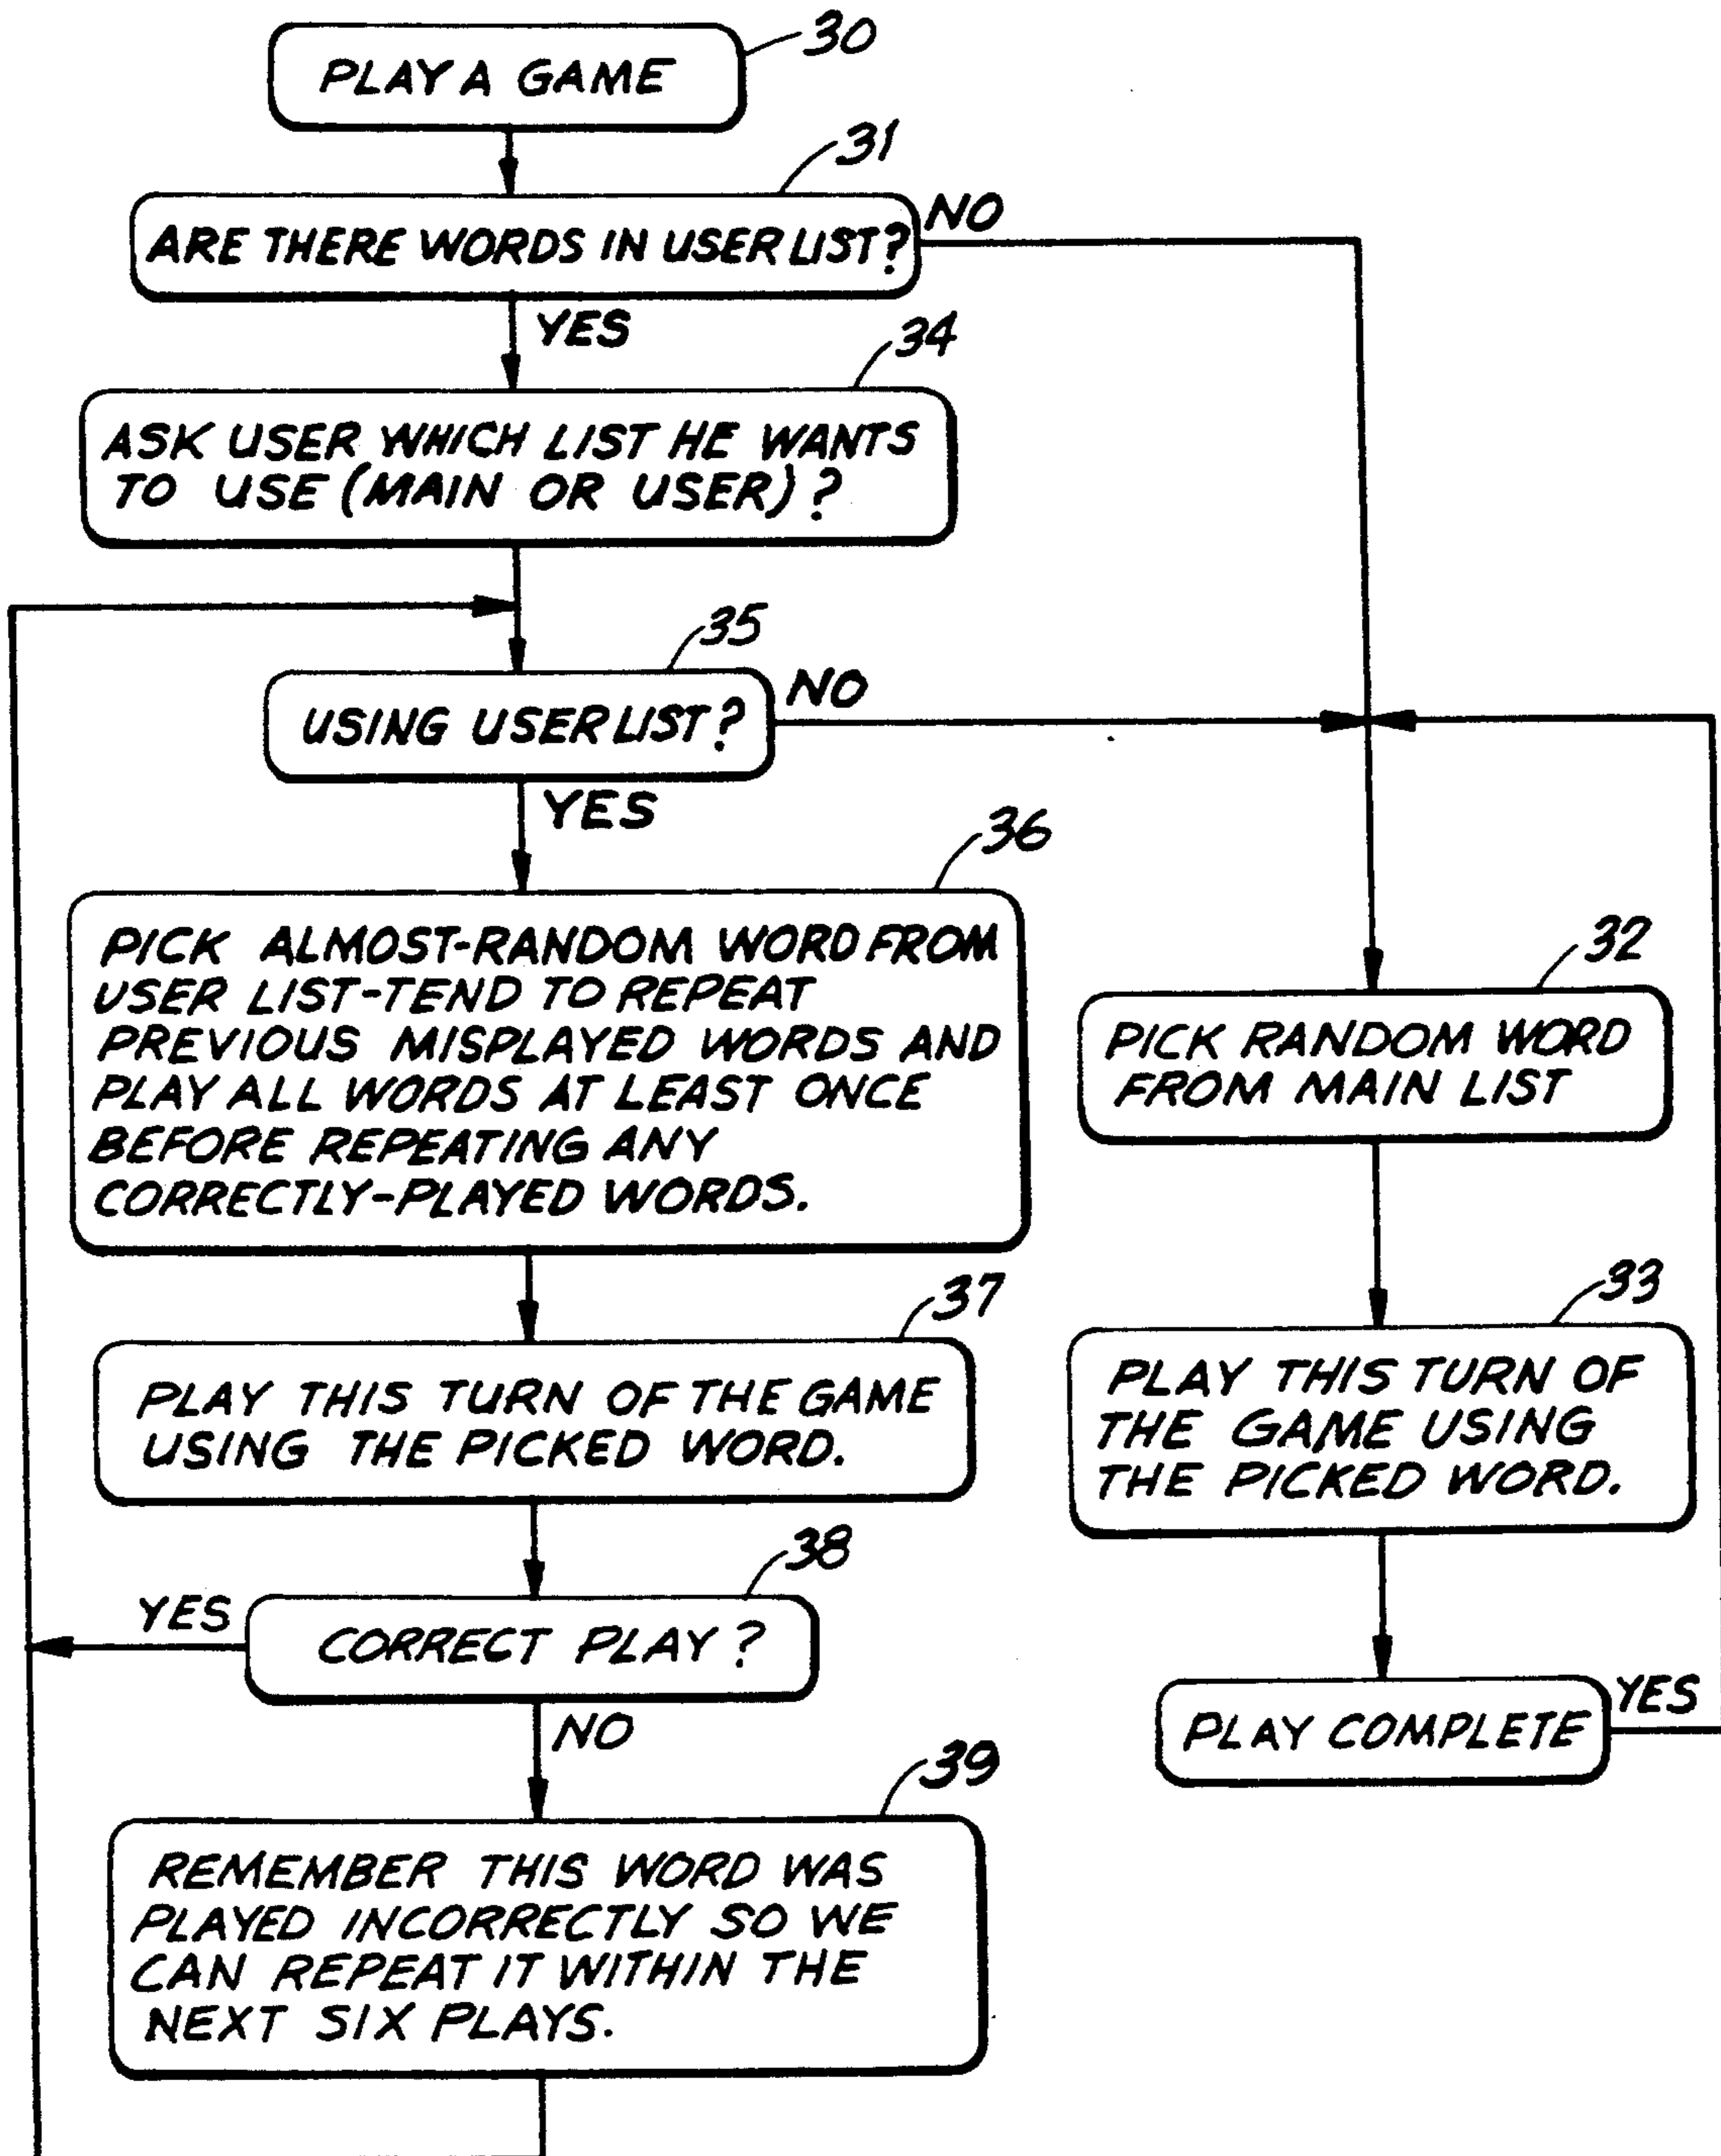 30
PLAY A GAME
31
ARE THERE WORDS IN USER LIST?
NO
YES
34
ASK USER WHICH LIST HE WANTS
TO USE (MAIN OR USER)?
35
USING USER LIST?
NO
YES
36
PICK ALMOST-RANDOM WORD FROM
USER LIST-TEND TO REPEAT
PREVIOUS MISPLAYED WORDS AND
PLAY ALL WORDS AT LEAST ONCE
BEFORE REPEATING ANY
CORRECTLY-PLAYED WORDS.
32
PICK RANDOM WORD
FROM MAIN LIST
37
PLAY THIS TURN OF THE GAME
USING THE PICKED WORD.
33
PLAY THIS TURN OF
THE GAME USING
THE PICKED WORD.
38
YES
CORRECT PLAY?
NO
PLAY COMPLETE
YES
39
REMEMBER THIS WORD WAS
PLAYED INCORRECTLY SO WE
CAN REPEAT IT WITHIN THE
NEXT SIX PLAYS.